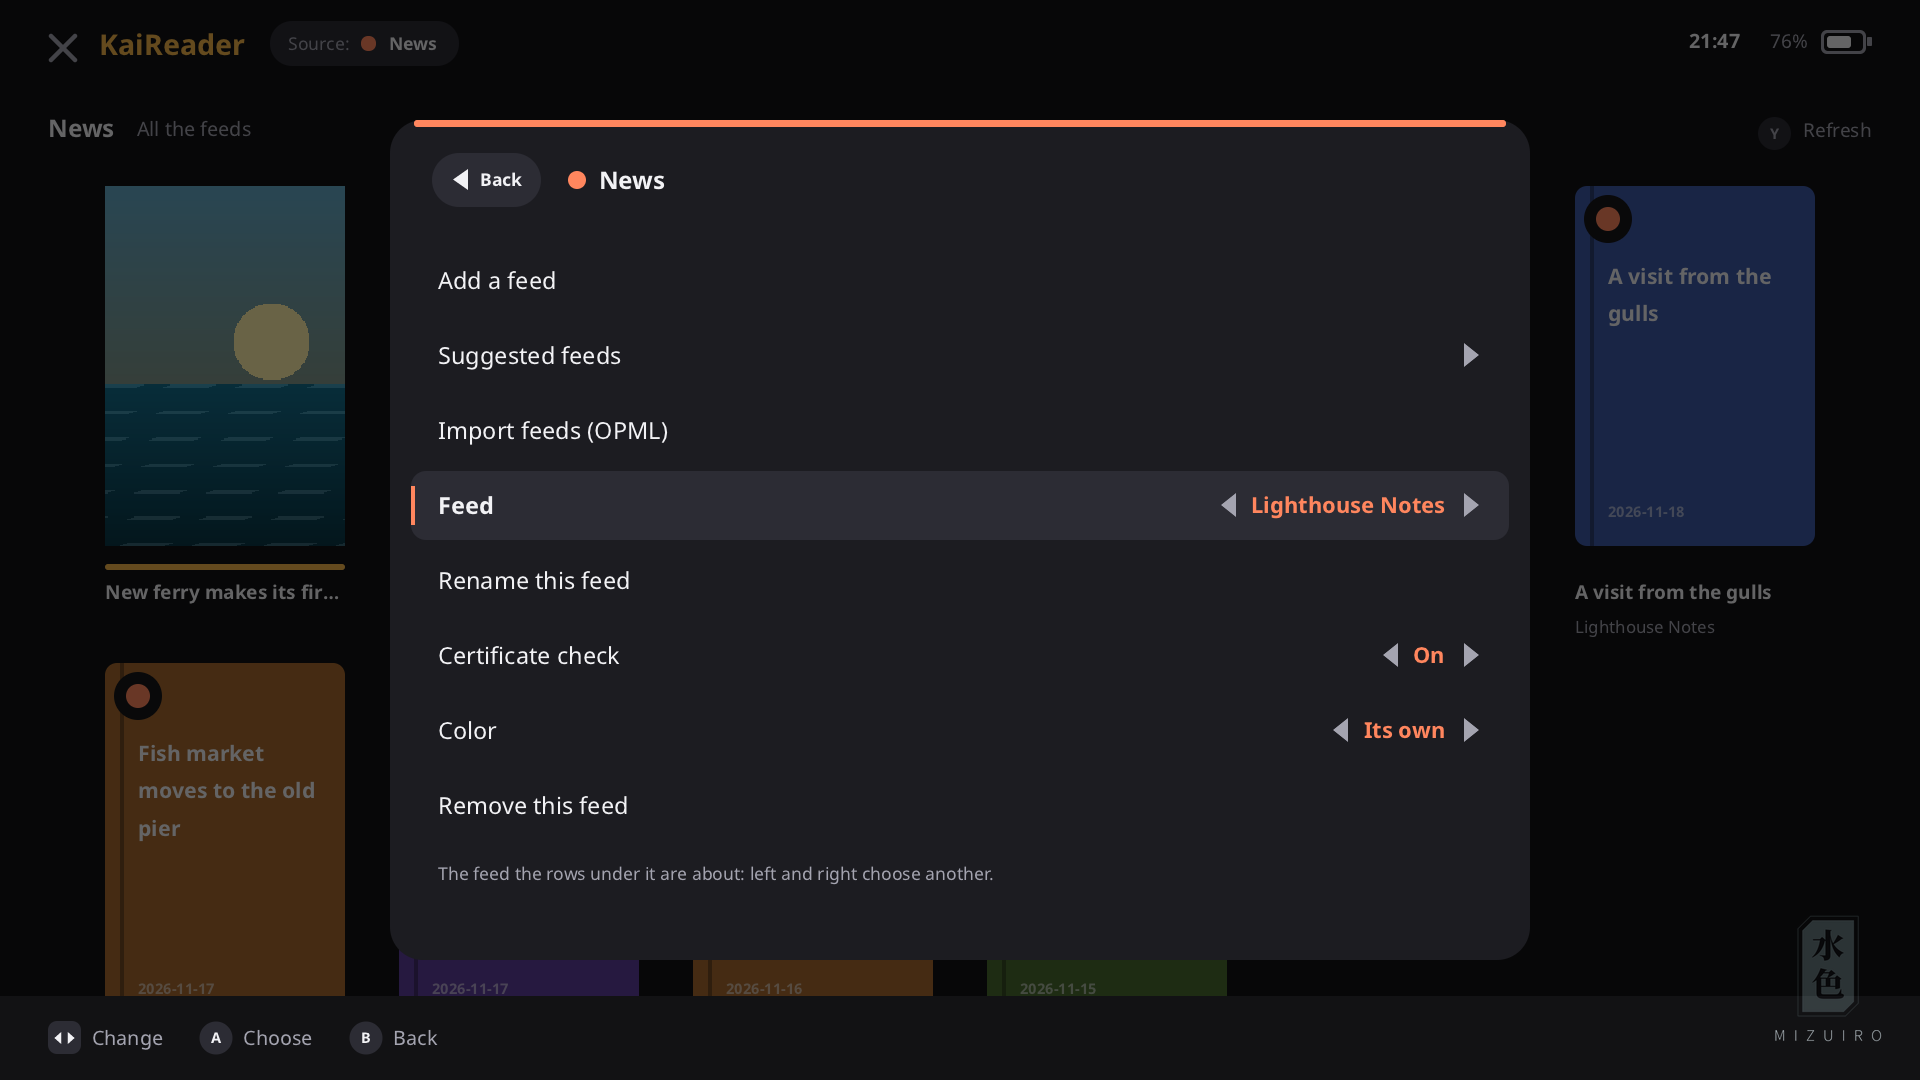 KaiReader
Source: News
21:47
76%
News
All the feeds
Y
Refresh
Back
News
Add a feed
Suggested feeds
Import feeds (OPML)
Feed
Lighthouse Notes
Rename this feed
Certificate check
On
Color
Its own
Remove this feed
The feed the rows under it are about: left and right choose another.
New ferry makes its fir...
A visit from the
gulls
2026-11-18
A visit from the gulls
Lighthouse Notes
Fish market
moves to the old
pier
2026-11-17
2026-11-17
2026-11-16
2026-11-15
Change
A
Choose
B
Back
水
色
MIZUIRO